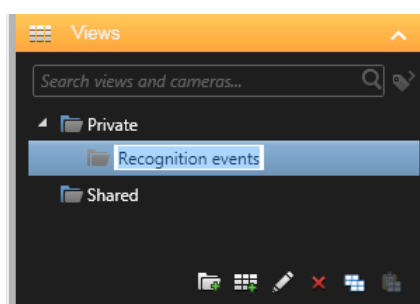 Views
Search views and cameras...
Private
Recognition events
Shared